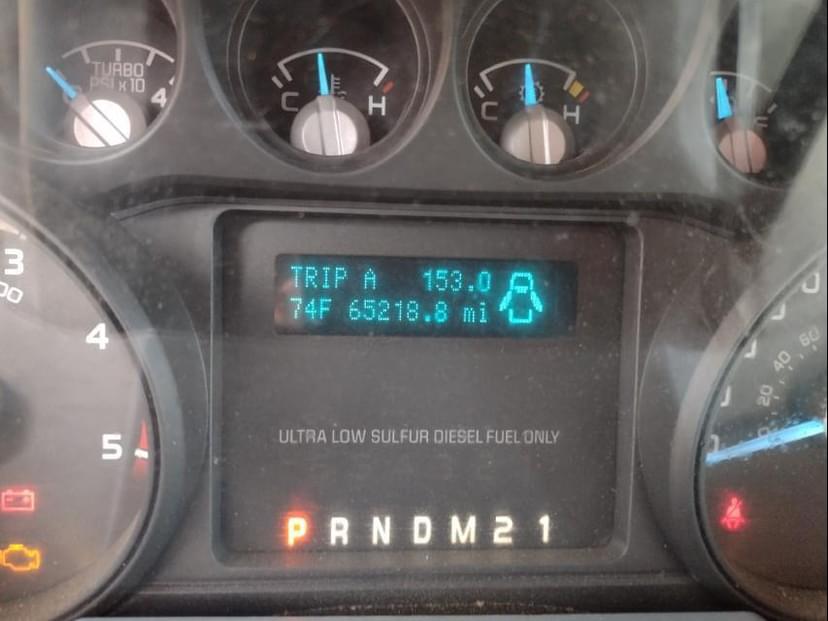 TURBO
PSI x 10
4
C H
C H
TRIP A 153.0
74F 65218.8 mi
3
4
5
20 40 60
ULTRA LOW SULFUR DIESEL FUEL ONLY
P R N D M 2 1